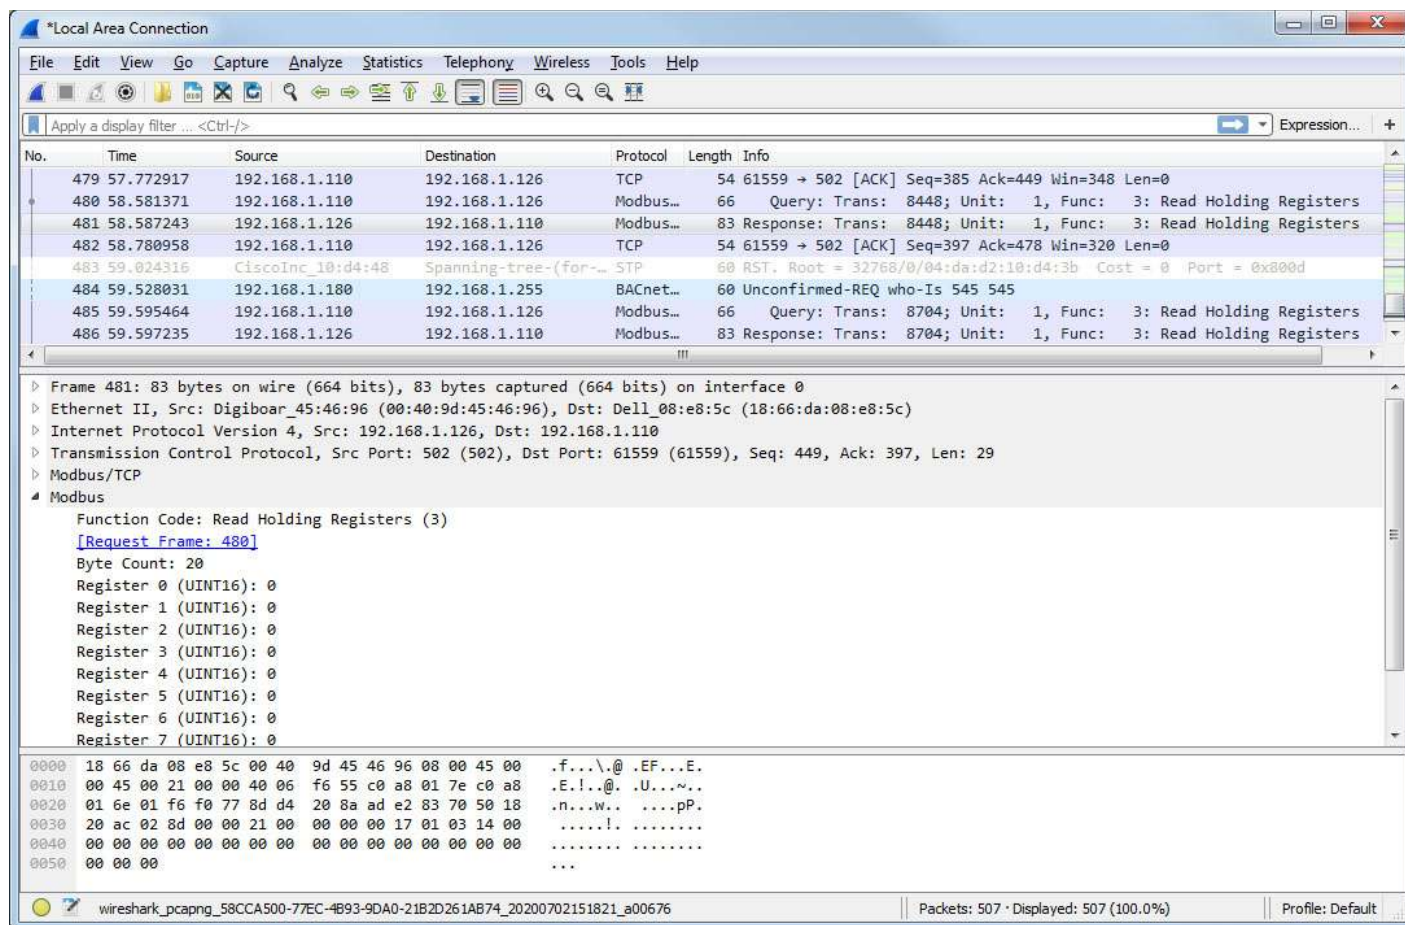 *Local Area Connection
File Edit View Go Capture Analyze Statistics Telephony Wireless Tools Help
Apply a display filter ... <Ctrl-/> Expression... +
No. Time Source Destination Protocol Length Info
479 57.772917 192.168.1.110 192.168.1.126 TCP 54 61559 → 502 [ACK] Seq=385 Ack=449 Win=348 Len=0
480 58.581371 192.168.1.110 192.168.1.126 Modbus… 66 Query: Trans: 8448; Unit: 1, Func: 3: Read Holding Registers
481 58.587243 192.168.1.126 192.168.1.110 Modbus… 83 Response: Trans: 8448; Unit: 1, Func: 3: Read Holding Registers
482 58.780958 192.168.1.110 192.168.1.126 TCP 54 61559 → 502 [ACK] Seq=397 Ack=478 Win=320 Len=0
483 59.024316 CiscoInc_10:d4:48 Spanning-tree-(for-… STP 60 RST. Root = 32768/0/04:da:d2:10:d4:3b Cost = 0 Port = 0x800d
484 59.528031 192.168.1.180 192.168.1.255 BACnet… 60 Unconfirmed-REQ who-Is 545 545
485 59.595464 192.168.1.110 192.168.1.126 Modbus… 66 Query: Trans: 8704; Unit: 1, Func: 3: Read Holding Registers
486 59.597235 192.168.1.126 192.168.1.110 Modbus… 83 Response: Trans: 8704; Unit: 1, Func: 3: Read Holding Registers
Frame 481: 83 bytes on wire (664 bits), 83 bytes captured (664 bits) on interface 0
Ethernet II, Src: Digiboar_45:46:96 (00:40:9d:45:46:96), Dst: Dell_08:e8:5c (18:66:da:08:e8:5c)
Internet Protocol Version 4, Src: 192.168.1.126, Dst: 192.168.1.110
Transmission Control Protocol, Src Port: 502 (502), Dst Port: 61559 (61559), Seq: 449, Ack: 397, Len: 29
Modbus/TCP
Modbus
Function Code: Read Holding Registers (3)
[Request Frame: 480]
Byte Count: 20
Register 0 (UINT16): 0
Register 1 (UINT16): 0
Register 2 (UINT16): 0
Register 3 (UINT16): 0
Register 4 (UINT16): 0
Register 5 (UINT16): 0
Register 6 (UINT16): 0
Register 7 (UINT16): 0
0000 18 66 da 08 e8 5c 00 40 9d 45 46 96 08 00 45 00 .f...\.@ .EF...E.
0010 00 45 00 21 00 00 40 06 f6 55 c0 a8 01 7e c0 a8 .E.!..@. .U...~..
0020 01 6e 01 f6 f0 77 8d d4 20 8a ad e2 83 70 50 18 .n...w.. ....pP.
0030 20 ac 02 8d 00 00 21 00 00 00 00 17 01 03 14 00 .....!. ........
0040 00 00 00 00 00 00 00 00 00 00 00 00 00 00 00 00 ........ ........
0050 00 00 00 ...
wireshark_pcapng_58CCA500-77EC-4B93-9DA0-21B2D261AB74_20200702151821_a00676 Packets: 507 · Displayed: 507 (100.0%) Profile: Default